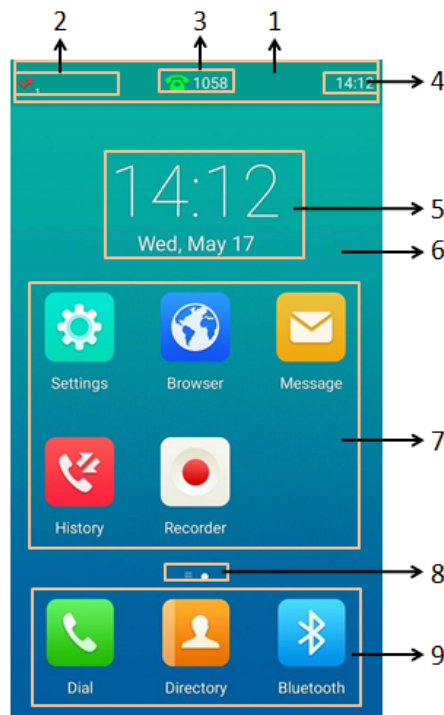 2 3 1
1 1058 14:12 4
14:12 5
Wed, May 17
6
Settings Browser Message
7
History Recorder
8
9
Dial Directory Bluetooth